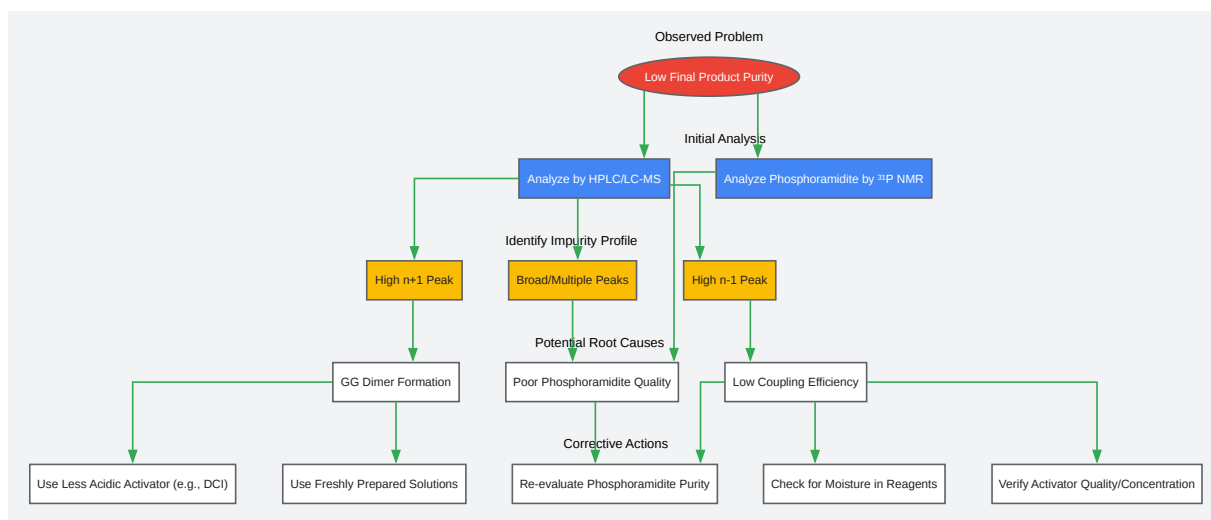 Observed Problem
Low Final Product Purity
Initial Analysis
Analyze by HPLC/LC-MS
Analyze Phosphoramidite by ³¹P NMR
Identify Impurity Profile
High n+1 Peak
Broad/Multiple Peaks
High n-1 Peak
Potential Root Causes
GG Dimer Formation
Poor Phosphoramidite Quality
Low Coupling Efficiency
Corrective Actions
Use Less Acidic Activator (e.g., DCI)
Use Freshly Prepared Solutions
Re-evaluate Phosphoramidite Purity
Check for Moisture in Reagents
Verify Activator Quality/Concentration